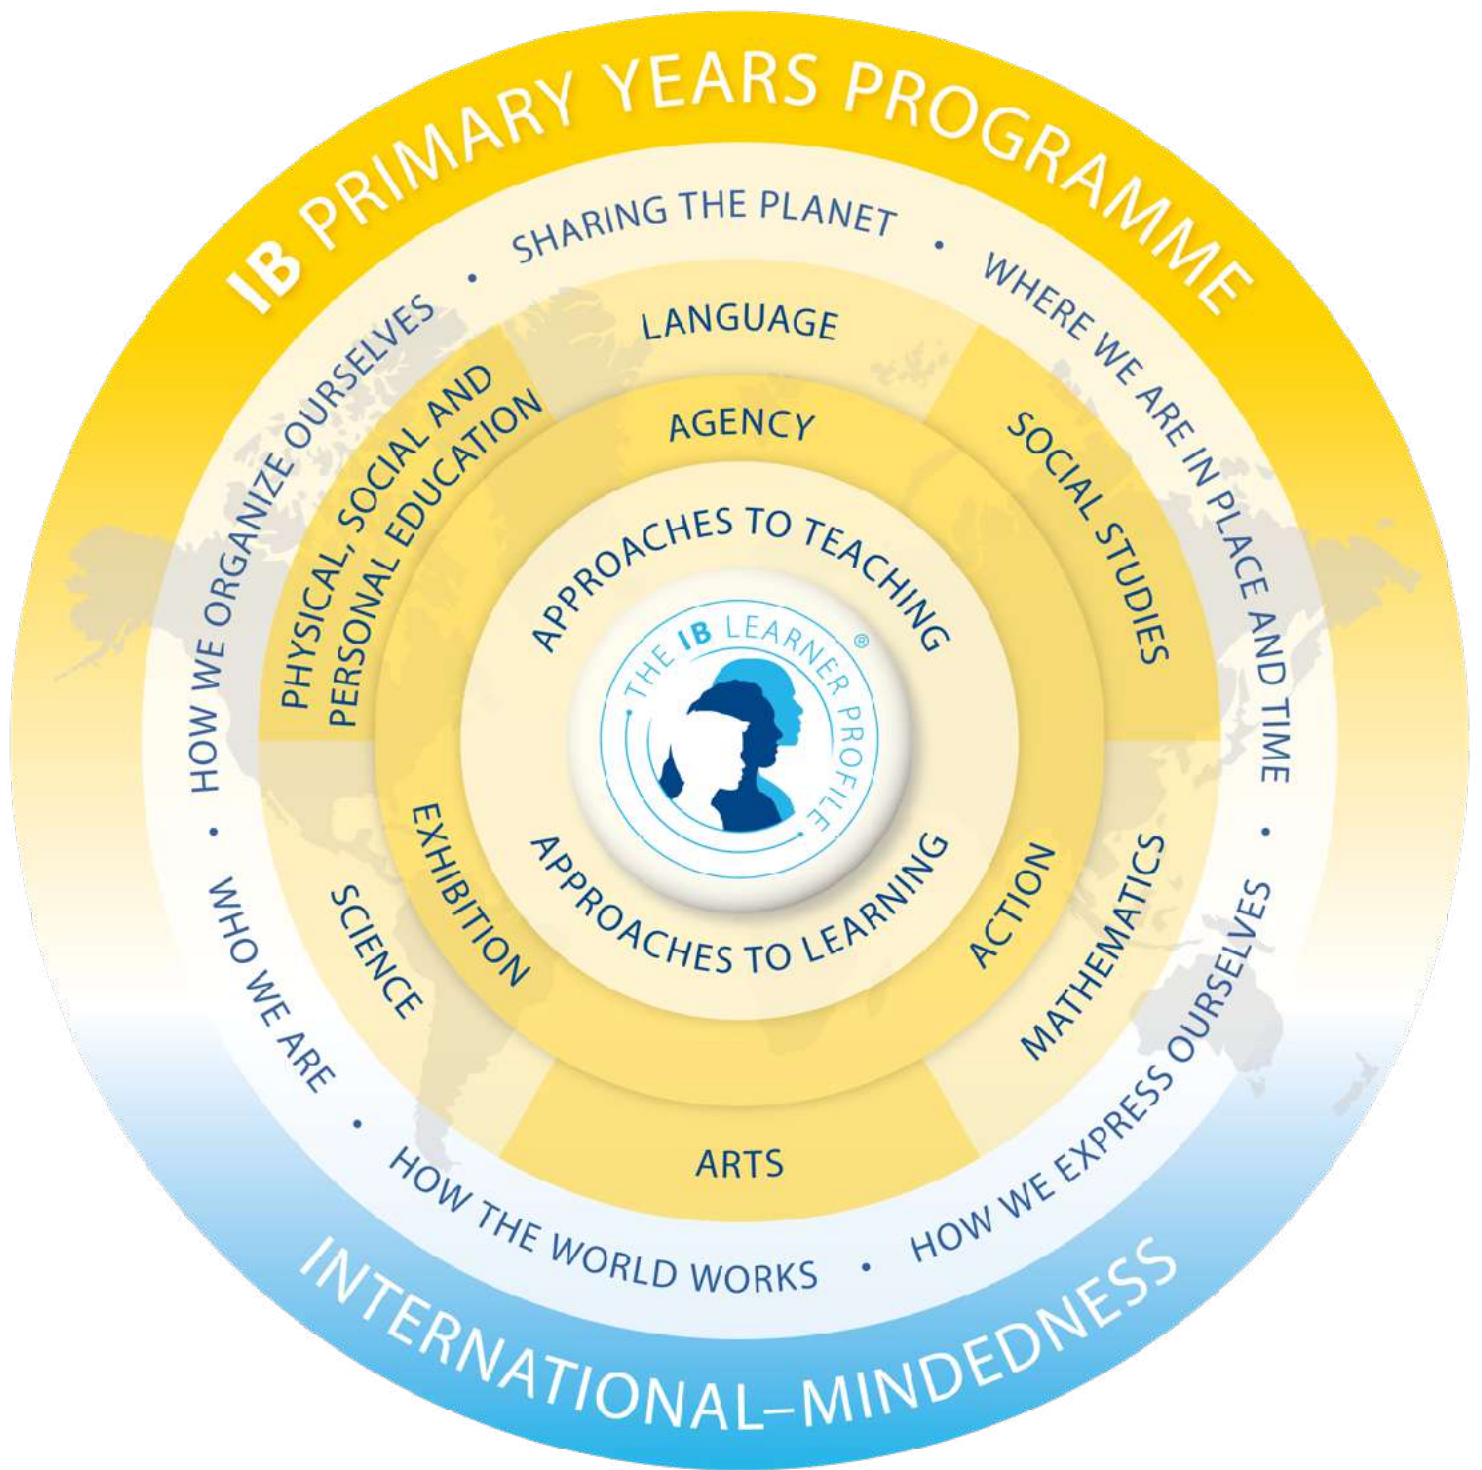 IB PRIMARY YEARS PROGRAMME
SHARING THE PLANET
•
WHERE WE ARE IN PLACE AND TIME
•
HOW WE EXPRESS OURSELVES
•
HOW THE WORLD WORKS
•
WHO WE ARE
•
HOW WE ORGANIZE OURSELVES
•
LANGUAGE
SOCIAL STUDIES
MATHEMATICS
ARTS
SCIENCE
PHYSICAL, SOCIAL AND
PERSONAL EDUCATION
AGENCY
ACTION
EXHIBITION
APPROACHES TO TEACHING
APPROACHES TO LEARNING
THE IB LEARNER PROFILE ®
INTERNATIONAL–MINDEDNESS